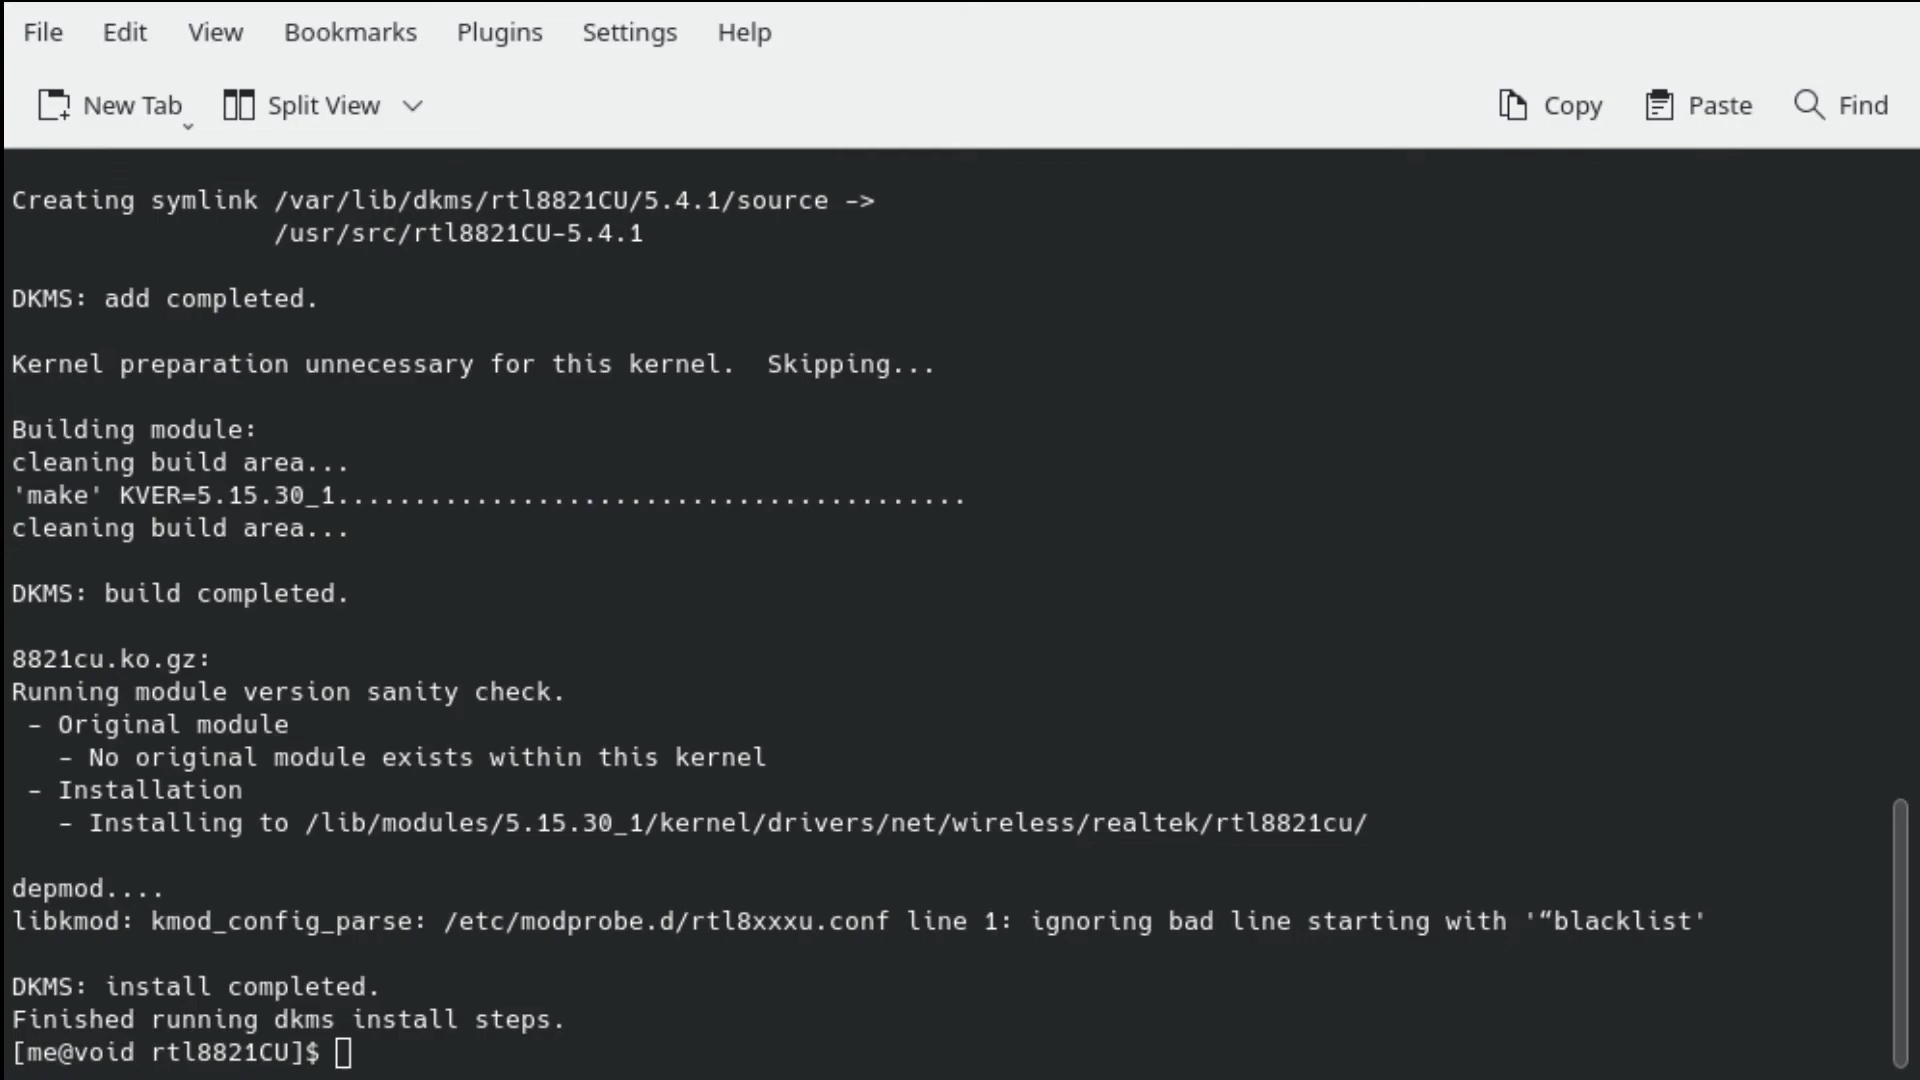 File Edit View Bookmarks Plugins Settings Help
New Tab Split View Copy Paste Find
Creating symlink /var/lib/dkms/rtl8821CU/5.4.1/source ->
                 /usr/src/rtl8821CU-5.4.1
DKMS: add completed.
Kernel preparation unnecessary for this kernel.  Skipping...
Building module:
cleaning build area...
'make' KVER=5.15.30_1.........................................
cleaning build area...
DKMS: build completed.
8821cu.ko.gz:
Running module version sanity check.
 - Original module
   - No original module exists within this kernel
 - Installation
   - Installing to /lib/modules/5.15.30_1/kernel/drivers/net/wireless/realtek/rtl8821cu/
depmod....
libkmod: kmod_config_parse: /etc/modprobe.d/rtl8xxxu.conf line 1: ignoring bad line starting with '“blacklist'
DKMS: install completed.
Finished running dkms install steps.
[me@void rtl8821CU]$